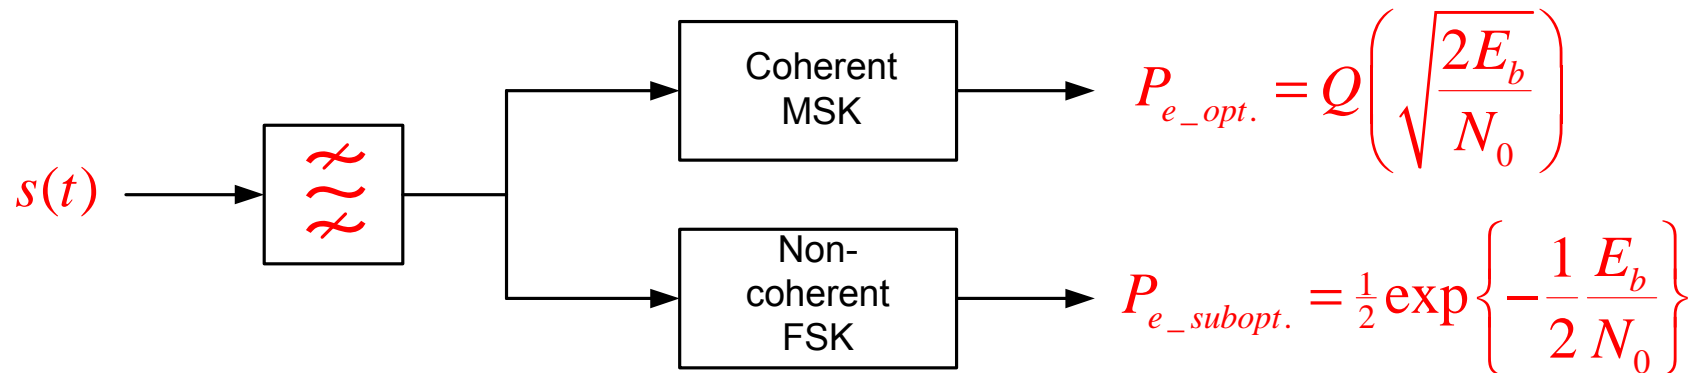 s(t)
Coherent
MSK
P_{e_opt.} = Q(√(2E_b/N_0))
Non-
coherent
FSK
P_{e_subopt.} = ½ exp{−(1/2)(E_b/N_0)}